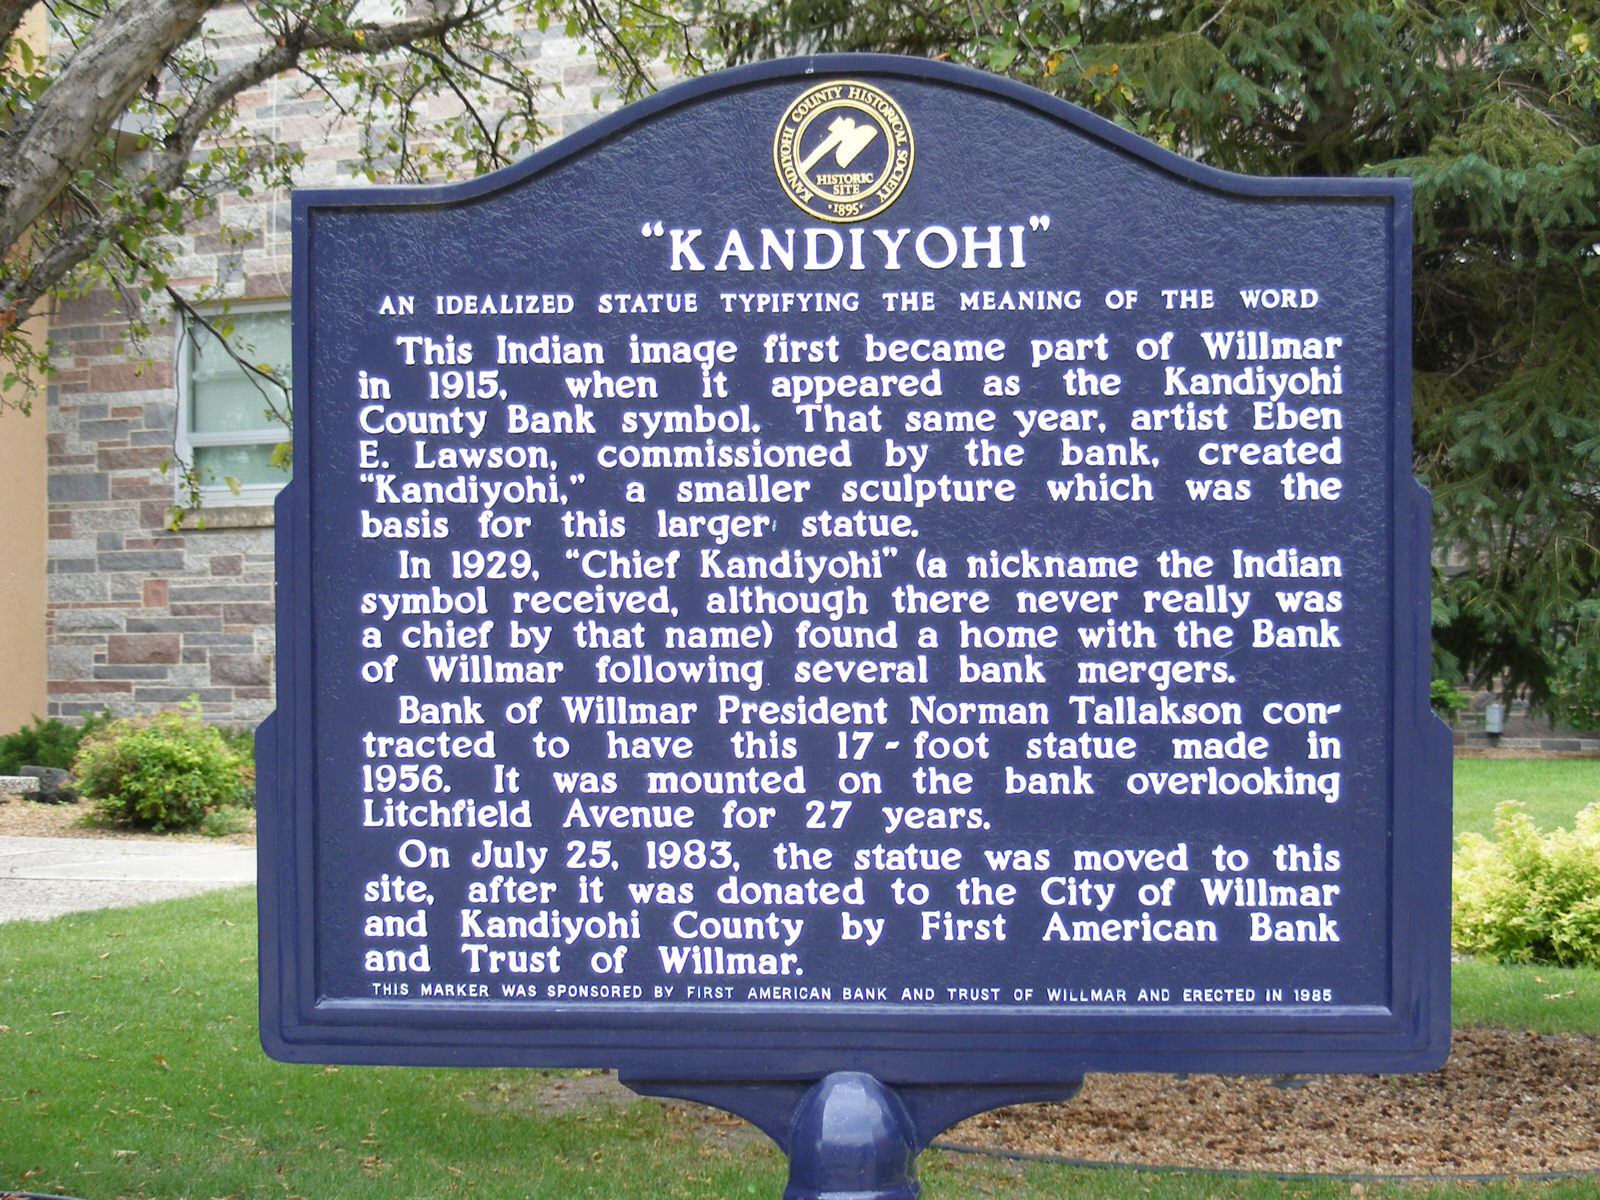 KANDIYOHI COUNTY HISTORICAL SOCIETY
HISTORIC
SITE
·1895·
“KANDIYOHI”
AN IDEALIZED STATUE TYPIFYING THE MEANING OF THE WORD
This Indian image first became part of Willmar
in 1915, when it appeared as the Kandiyohi
County Bank symbol. That same year, artist Eben
E. Lawson, commissioned by the bank, created
“Kandiyohi,” a smaller sculpture which was the
basis for this larger statue.
In 1929, “Chief Kandiyohi” (a nickname the Indian
symbol received, although there never really was
a chief by that name) found a home with the Bank
of Willmar following several bank mergers.
Bank of Willmar President Norman Tallakson con-
tracted to have this 17-foot statue made in
1956. It was mounted on the bank overlooking
Litchfield Avenue for 27 years.
On July 25, 1983, the statue was moved to this
site, after it was donated to the City of Willmar
and Kandiyohi County by First American Bank
and Trust of Willmar.
THIS MARKER WAS SPONSORED BY FIRST AMERICAN BANK AND TRUST OF WILLMAR AND ERECTED IN 1985